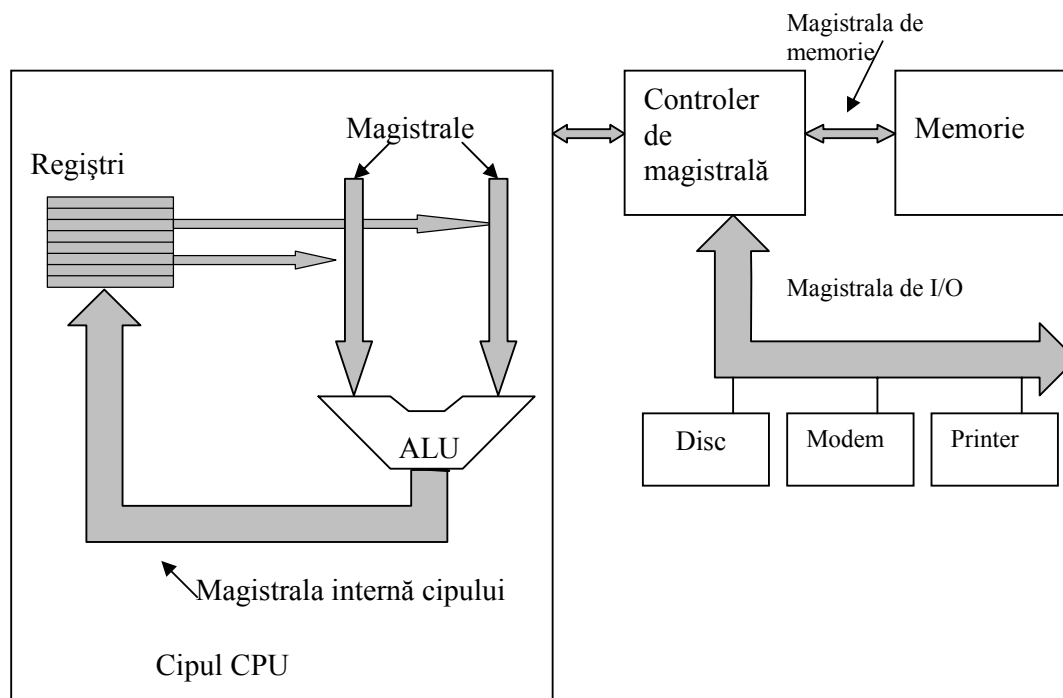 Magistrala de
memorie
Magistrale
Regiştri
Controler
de
magistrală
Memorie
Magistrala de I/O
ALU
Disc
Modem
Printer
Magistrala internă cipului
Cipul CPU